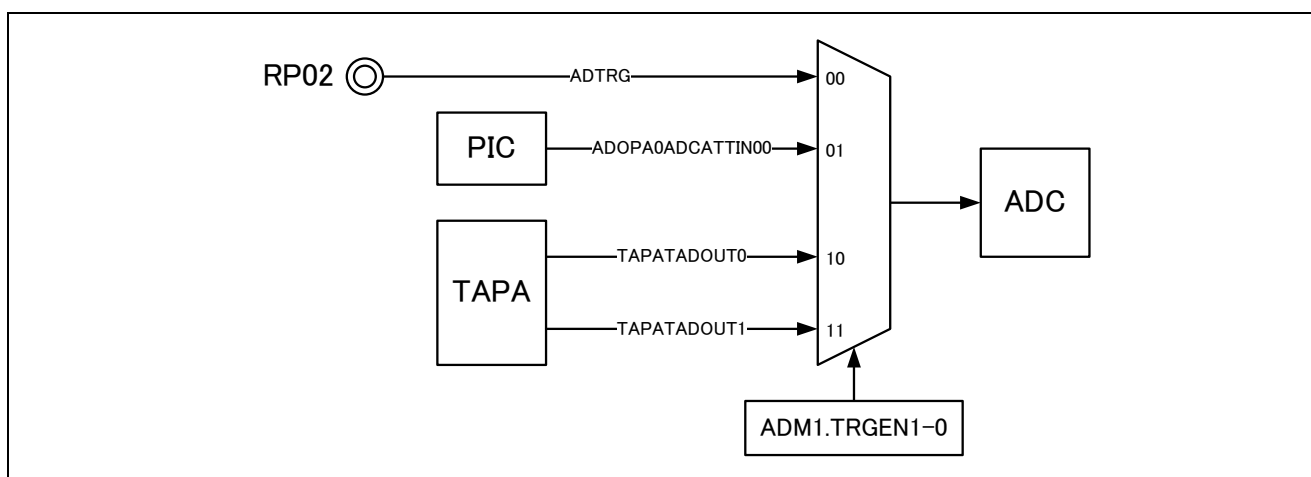 RP02
ADTRG
00
PIC
ADOPA0ADCATTIN00
01
ADC
TAPA
TAPATADOUT0
10
TAPATADOUT1
11
ADM1.TRGEN1-0